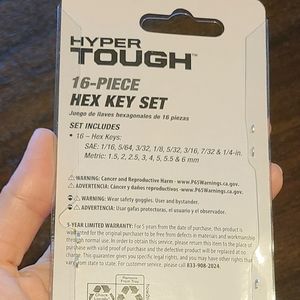 HYPER
TOUGH™
16-PIECE
HEX KEY SET
Juego de llaves hexagonales de 16 piezas
SET INCLUDES
• 16 – Hex Keys:
SAE: 1/16, 5/64, 3/32, 1/8, 5/32, 3/16, 7/32 & 1/4-in.
Metric: 1.5, 2, 2.5, 3, 4, 5, 5.5 & 6 mm
⚠WARNING: Cancer and Reproductive Harm - www.P65Warnings.ca.gov.
⚠ADVERTENCIA: Cáncer y daños reproductivos -www.P65Warnings.ca.gov.
⚠WARNING: Wear safety goggles. User and bystander.
⚠ADVERTENCIA: Use gafas protectoras, el usuario y el observador.
5-YEAR LIMITED WARRANTY: For 5 years from the date of purchase, this product is
warranted for the original purchaser to be free from defects in materials or workmanship
under normal use. In order to obtain this service, please return this item to the place of
purchase with valid proof of purchase and the defective product will be replaced at no
charge. This guarantee gives you specific legal rights, and you may have other rights
from state to state. For customer service, please call 833-908-2024.
Remove
From Tray